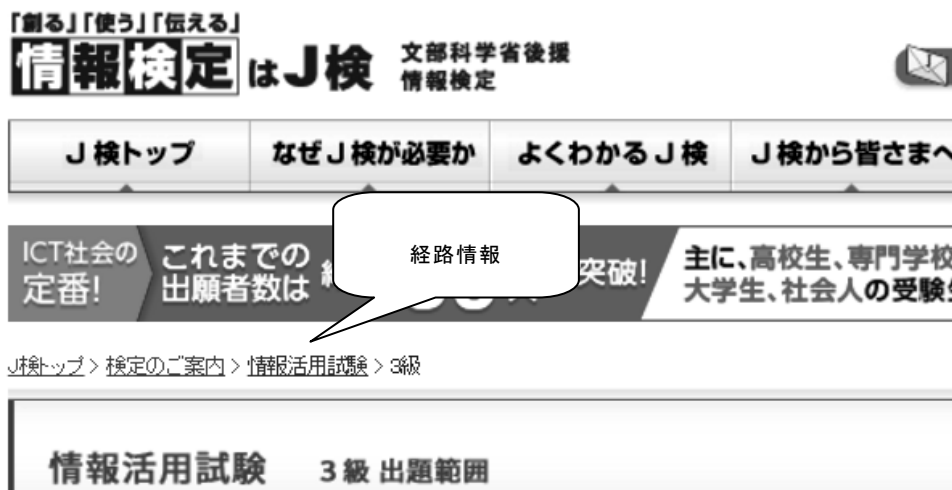 「創る」「使う」「伝える」
情報検定はJ検
文部科学省後援
情報検定
J検トップ
なぜJ検が必要か
よくわかるJ検
J検から皆さまへ
ICT社会の
定番!
これまでの
出願者数は
突破!
主に、高校生、専門学校
大学生、社会人の受験
経路情報
J検トップ > 検定のご案内 > 情報活用試験 > 3級
情報活用試験 3級 出題範囲